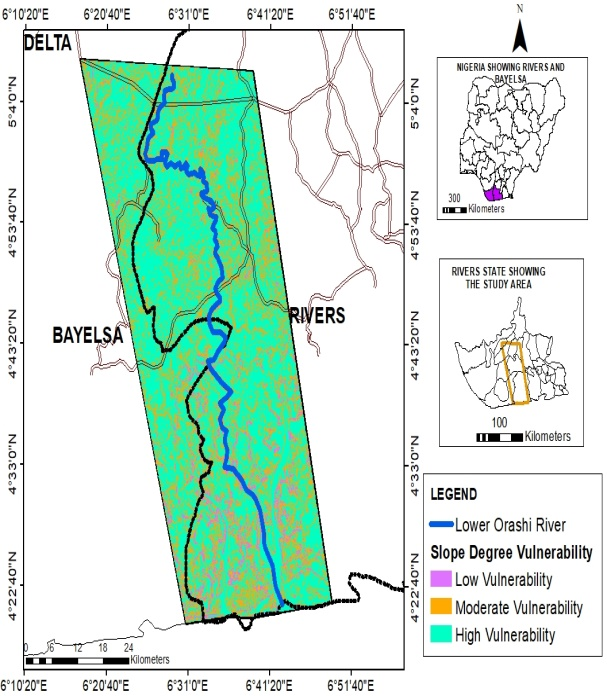 6°10'20"E 6°20'40"E 6°31'0"E 6°41'20"E 6°51'40"E
DELTA
N
NIGERIA SHOWING RIVERS AND
BAYELSA
5°4'0"N
5°4'0"N
300
Kilometers
4°53'40"N
4°53'40"N
RIVERS STATE SHOWING
THE STUDY AREA
RIVERS
BAYELSA
4°43'20"N
4°43'20"N
100
Kilometers
4°33'0"N
4°33'0"N
LEGEND
Lower Orashi River
Slope Degree Vulnerability
Low Vulnerability
Moderate Vulnerability
High Vulnerability
4°22'40"N
4°22'40"N
0 6 12 18 24
Kilometers
6°10'20"E 6°20'40"E 6°31'0"E 6°41'20"E 6°51'40"E